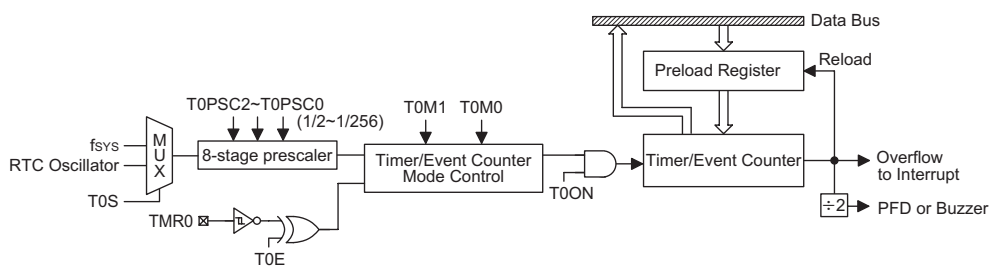 Data Bus
Preload Register
Reload
T0PSC2~T0PSC0
(1/2~1/256)
T0M1
T0M0
fSYS
RTC Oscillator
T0S
MUX
8-stage prescaler
Timer/Event Counter
Mode Control
T0ON
Timer/Event Counter
Overflow
to Interrupt
÷2
PFD or Buzzer
TMR0
T0E